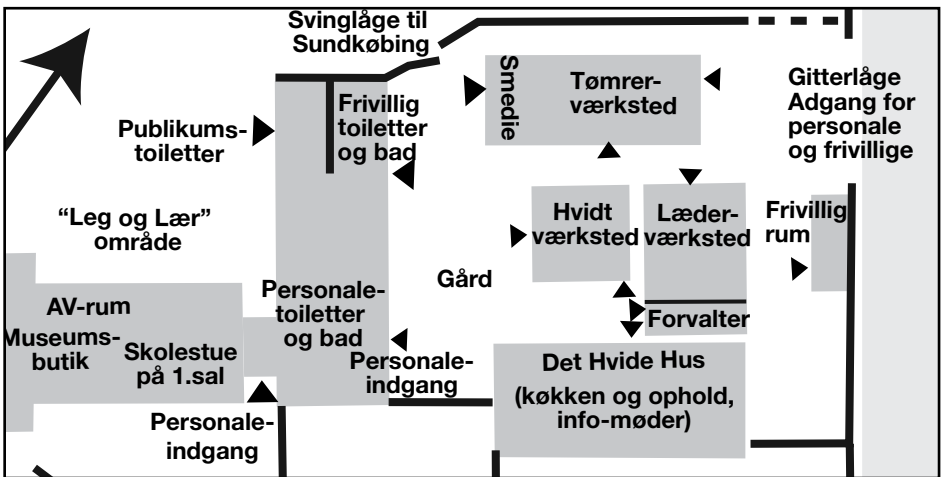 Svinglåge til
Sundkøbing
Smedie
Tømrer-
værksted
Gitterlåge
Adgang for
personale
og frivillige
Publikums-
toiletter
Frivillig
toiletter
og bad
"Leg og Lær"
område
Hvidt
værksted
Læder-
værksted
Frivillig
rum
Gård
AV-rum
Museums-
butik
Skolestue
på 1.sal
Personale-
toiletter
og bad
Forvalter
Personale-
indgang
Det Hvide Hus
(køkken og ophold,
info-møder)
Personale-
indgang